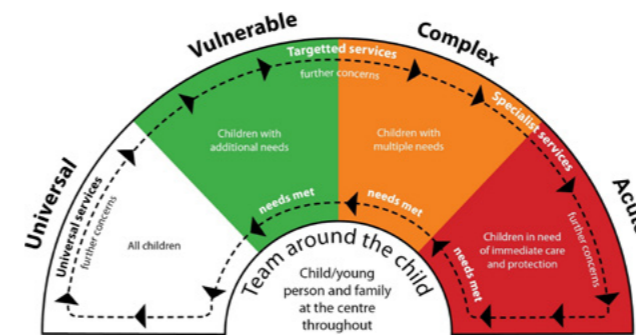 Universal
Vulnerable
Complex
Acute
Universal services
further concerns
Targetted services
further concerns
Specialist services
further concerns
All children
Children with
additional needs
Children with
multiple needs
Children in need
of immediate care
and protection
needs met
needs met
needs met
Team around the child
Child/young
person and family
at the centre
throughout